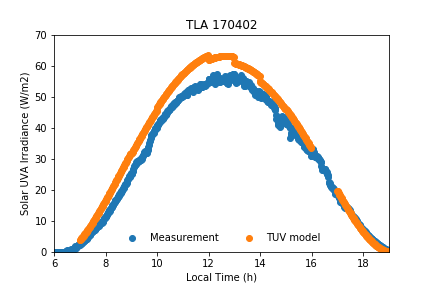 TLA 170402
70
60
50
40
30
20
10
0
Solar UVA Irradiance (W/m2)
Measurement TUV model
6 8 10 12 14 16 18
Local Time (h)